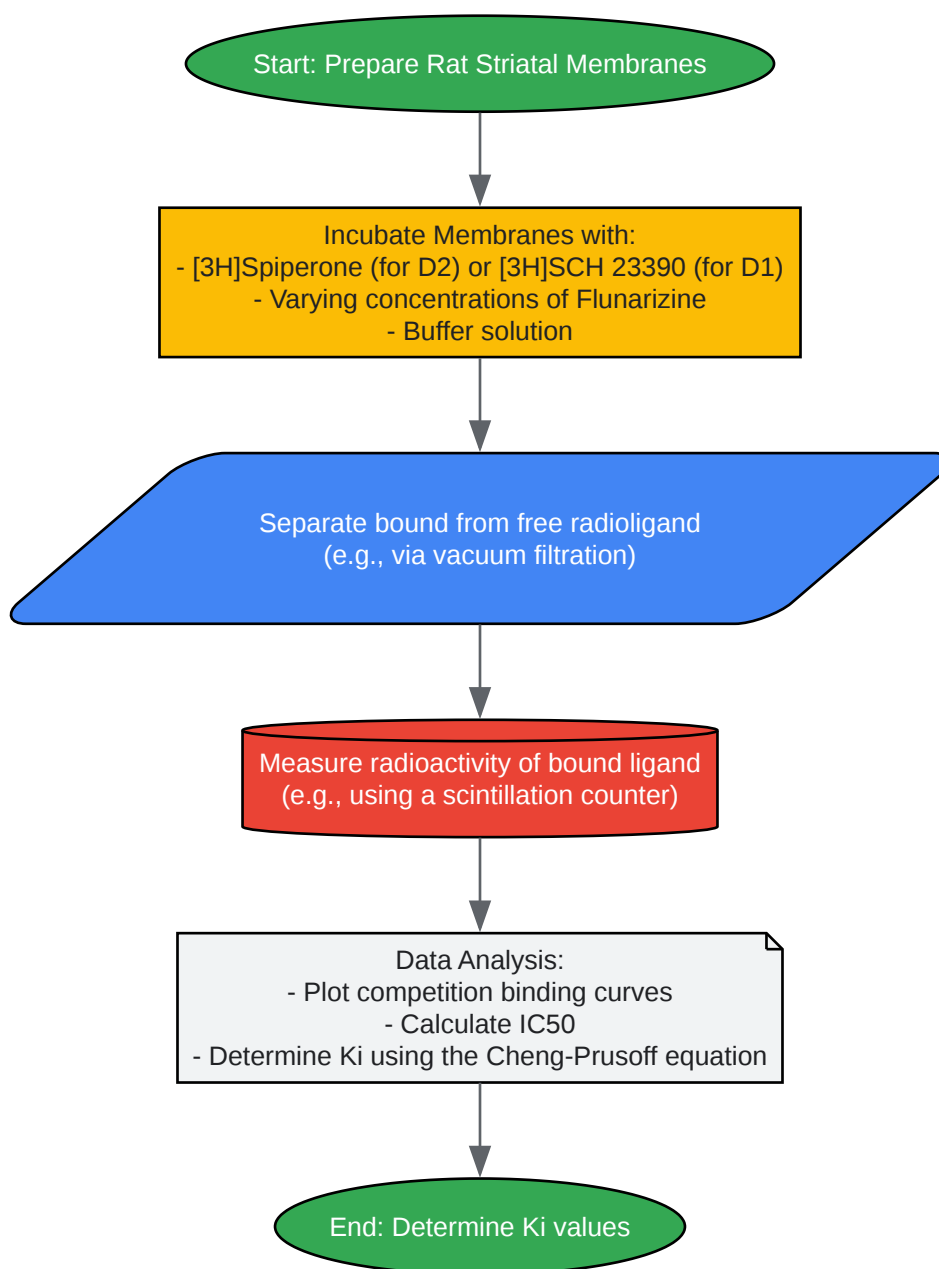 Start: Prepare Rat Striatal Membranes
Incubate Membranes with:
- [3H]Spiperone (for D2) or [3H]SCH 23390 (for D1)
- Varying concentrations of Flunarizine
- Buffer solution
Separate bound from free radioligand
(e.g., via vacuum filtration)
Measure radioactivity of bound ligand
(e.g., using a scintillation counter)
Data Analysis:
- Plot competition binding curves
- Calculate IC50
- Determine Ki using the Cheng-Prusoff equation
End: Determine Ki values